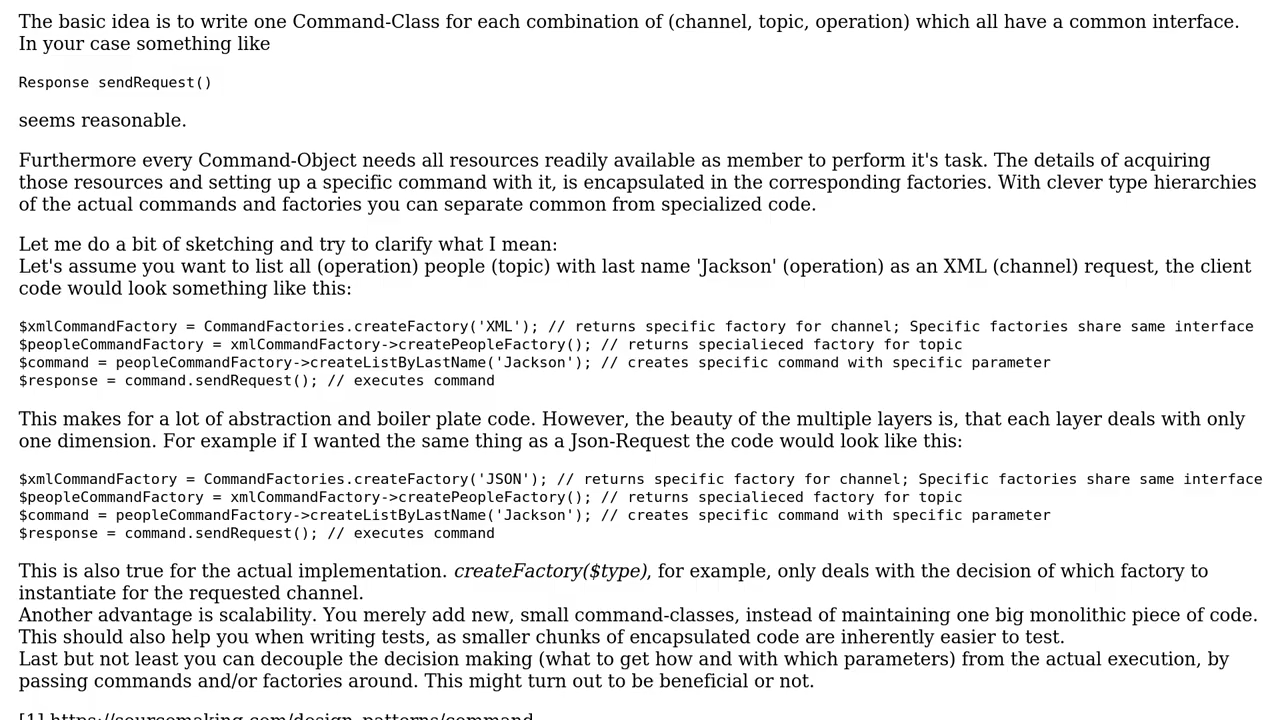 The basic idea is to write one Command-Class for each combination of (channel, topic, operation) which all have a common interface.
In your case something like
Response sendRequest()
seems reasonable.
Furthermore every Command-Object needs all resources readily available as member to perform it's task. The details of acquiring
those resources and setting up a specific command with it, is encapsulated in the corresponding factories. With clever type hierarchies
of the actual commands and factories you can separate common from specialized code.
Let me do a bit of sketching and try to clarify what I mean:
Let's assume you want to list all (operation) people (topic) with last name 'Jackson' (operation) as an XML (channel) request, the client
code would look something like this:
$xmlCommandFactory = CommandFactories.createFactory('XML'); // returns specific factory for channel; Specific factories share same interface
$peopleCommandFactory = xmlCommandFactory->createPeopleFactory(); // returns specialieced factory for topic
$command = peopleCommandFactory->createListByLastName('Jackson'); // creates specific command with specific parameter
$response = command.sendRequest(); // executes command
This makes for a lot of abstraction and boiler plate code. However, the beauty of the multiple layers is, that each layer deals with only
one dimension. For example if I wanted the same thing as a Json-Request the code would look like this:
$xmlCommandFactory = CommandFactories.createFactory('JSON'); // returns specific factory for channel; Specific factories share same interface
$peopleCommandFactory = xmlCommandFactory->createPeopleFactory(); // returns specialieced factory for topic
$command = peopleCommandFactory->createListByLastName('Jackson'); // creates specific command with specific parameter
$response = command.sendRequest(); // executes command
This is also true for the actual implementation. createFactory($type), for example, only deals with the decision of which factory to
instantiate for the requested channel.
Another advantage is scalability. You merely add new, small command-classes, instead of maintaining one big monolithic piece of code.
This should also help you when writing tests, as smaller chunks of encapsulated code are inherently easier to test.
Last but not least you can decouple the decision making (what to get how and with which parameters) from the actual execution, by
passing commands and/or factories around. This might turn out to be beneficial or not.
[1] https://sourcemaking.com/design_patterns/command